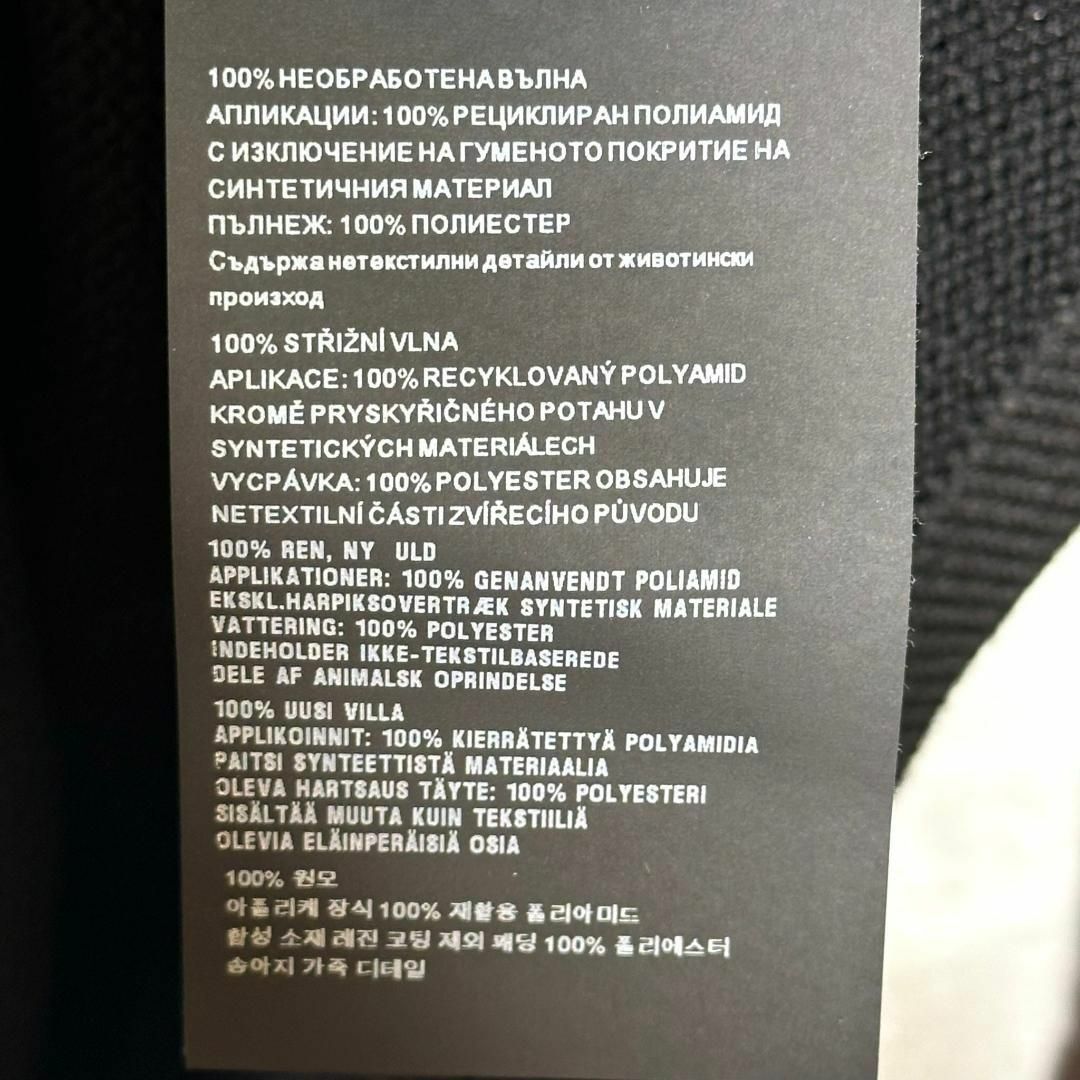 100% НЕОБРАБОТЕНА ВЪЛНА
АПЛИКАЦИИ: 100% РЕЦИКЛИРАН ПОЛИАМИД
С ИЗКЛЮЧЕНИЕ НА ГУМЕНОТО ПОКРИТИЕ НА
СИНТЕТИЧНИЯ МАТЕРИАЛ
ПЪЛНЕЖ: 100% ПОЛИЕСТЕР
Съдържа нетекстилни детайли от животински
произход
100% STŘIŽNÍ VLNA
APLIKACE: 100% RECYKLOVANÝ POLYAMID
KROMĚ PRYSKYŘIČNÉHO POTAHU V
SYNTETICKÝCH MATERIÁLECH
VYCPÁVKA: 100% POLYESTER OBSAHUJE
NETEXTILNÍ ČÁSTI ZVÍŘECÍHO PŮVODU
100% REN, NY ULD
APPLIKATIONER: 100% GENANVENDT POLIAMID
EKSKL.HARPIKSOVERTRÆK SYNTETISK MATERIALE
VATTERING: 100% POLYESTER
INDEHOLDER IKKE-TEKSTILBASEREDE
DELE AF ANIMALSK OPRINDELSE
100% UUSI VILLA
APPLIKOINNIT: 100% KIERRÄTETTYÄ POLYAMIDIA
PAITSI SYNTEETTISTÄ MATERIAALIA
OLEVA HARTSAUS TÄYTE: 100% POLYESTERI
SISÄLTÄÄ MUUTA KUIN TEKSTIILIÄ
OLEVIA ELÄINPERÄISIÄ OSIA
100% 원모
아플리케 장식 100% 재활용 폴리아미드
합성 소재 레진 코팅 제외 패딩 100% 폴리에스터
송아지 가죽 디테일